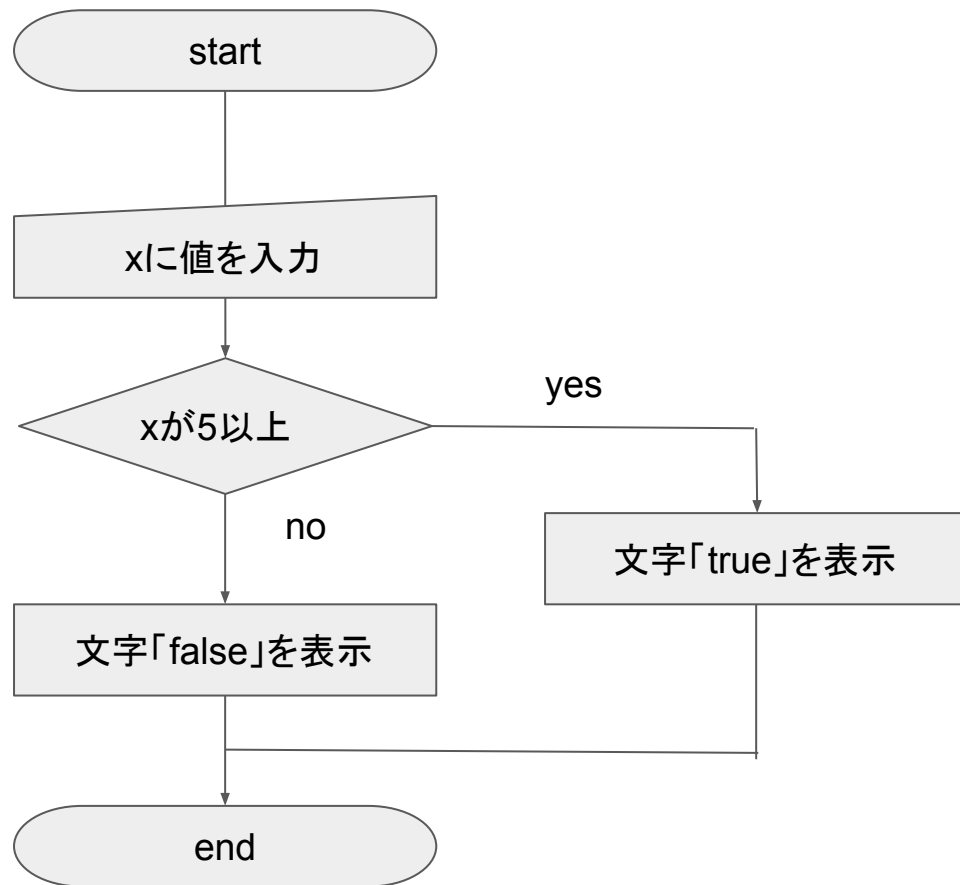 start
xに値を入力
xが5以上
yes
no
文字「true」を表示
文字「false」を表示
end